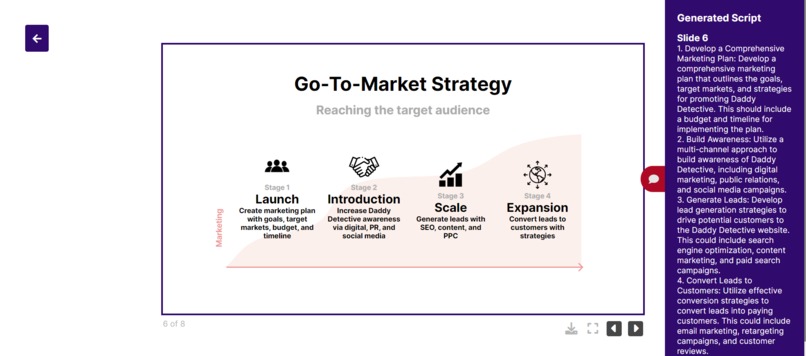 Go-To-Market Strategy
Reaching the target audience
Marketing
Stage 1
Launch
Create marketing plan
with goals, target
markets, budget, and
timeline
Stage 2
Introduction
Increase Daddy
Detective awareness
via digital, PR, and
social media
Stage 3
Scale
Generate leads with
SEO, content, and
PPC
Stage 4
Expansion
Convert leads to
customers with
strategies
6 of 8
Generated Script
Slide 6
1. Develop a Comprehensive
Marketing Plan: Develop a
comprehensive marketing
plan that outlines the goals,
target markets, and strategies
for promoting Daddy
Detective. This should include
a budget and timeline for
implementing the plan.
2. Build Awareness: Utilize a
multi-channel approach to
build awareness of Daddy
Detective, including digital
marketing, public relations,
and social media campaigns.
3. Generate Leads: Develop
lead generation strategies to
drive potential customers to
the Daddy Detective website.
This could include search
engine optimization, content
marketing, and paid search
campaigns.
4. Convert Leads to
Customers: Utilize effective
conversion strategies to
convert leads into paying
customers. This could include
email marketing, retargeting
campaigns, and customer
reviews.